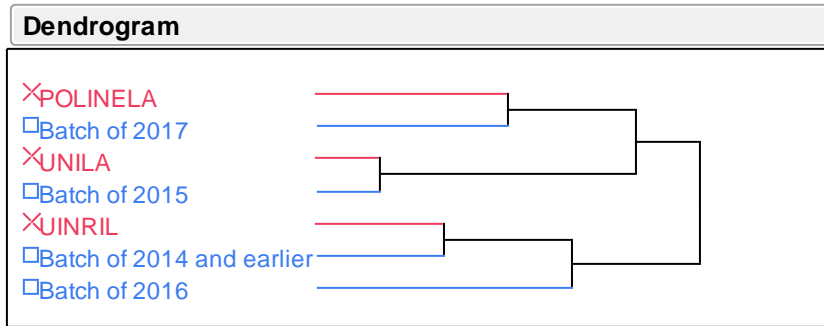 Dendrogram
POLINELA
Batch of 2017
UNILA
Batch of 2015
UINRIL
Batch of 2014 and earlier
Batch of 2016